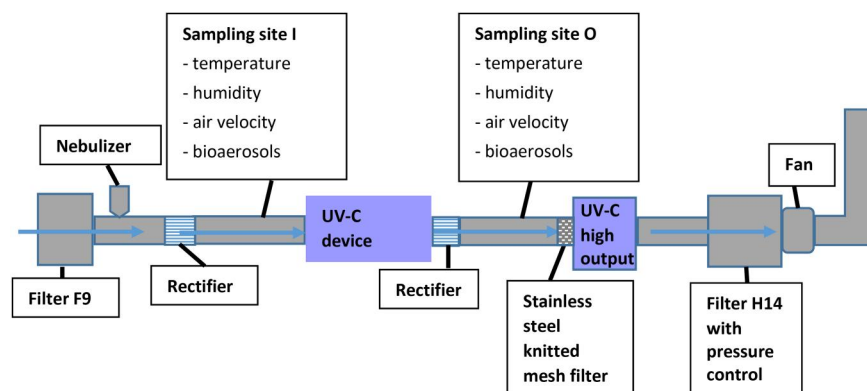 Sampling site I
- temperature
- humidity
- air velocity
- bioaerosols
Sampling site O
- temperature
- humidity
- air velocity
- bioaerosols
Nebulizer
Fan
UV-C
device
UV-C
high
output
Filter F9
Rectifier
Rectifier
Stainless
steel
knitted
mesh filter
Filter H14
with
pressure
control